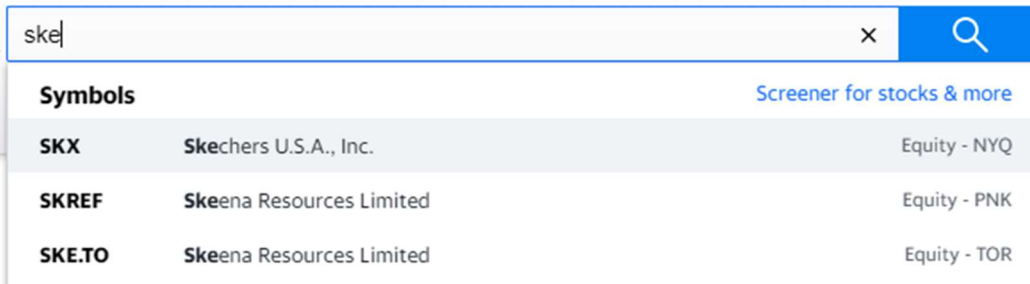 ske
Symbols Screener for stocks & more
SKX Skechers U.S.A., Inc. Equity - NYQ
SKREF Skeena Resources Limited Equity - PNK
SKE.TO Skeena Resources Limited Equity - TOR